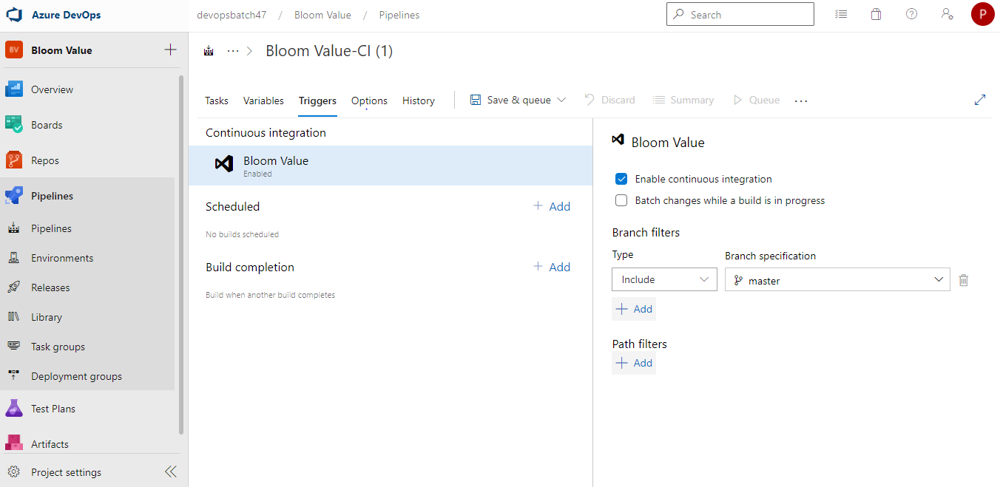 Azure DevOps
devopsbatch47 / Bloom Value / Pipelines
Search
P
BV Bloom Value
Overview
Boards
Repos
Pipelines
Pipelines
Environments
Releases
Library
Task groups
Deployment groups
Test Plans
Artifacts
Project settings
... > Bloom Value-CI (1)
Tasks Variables Triggers Options History Save & queue Discard Summary Queue ...
Continuous integration
Bloom Value
Enabled
Scheduled + Add
No builds scheduled
Build completion + Add
Build when another build completes
Bloom Value
Enable continuous integration
Batch changes while a build is in progress
Branch filters
Type Branch specification
Include master
+ Add
Path filters
+ Add